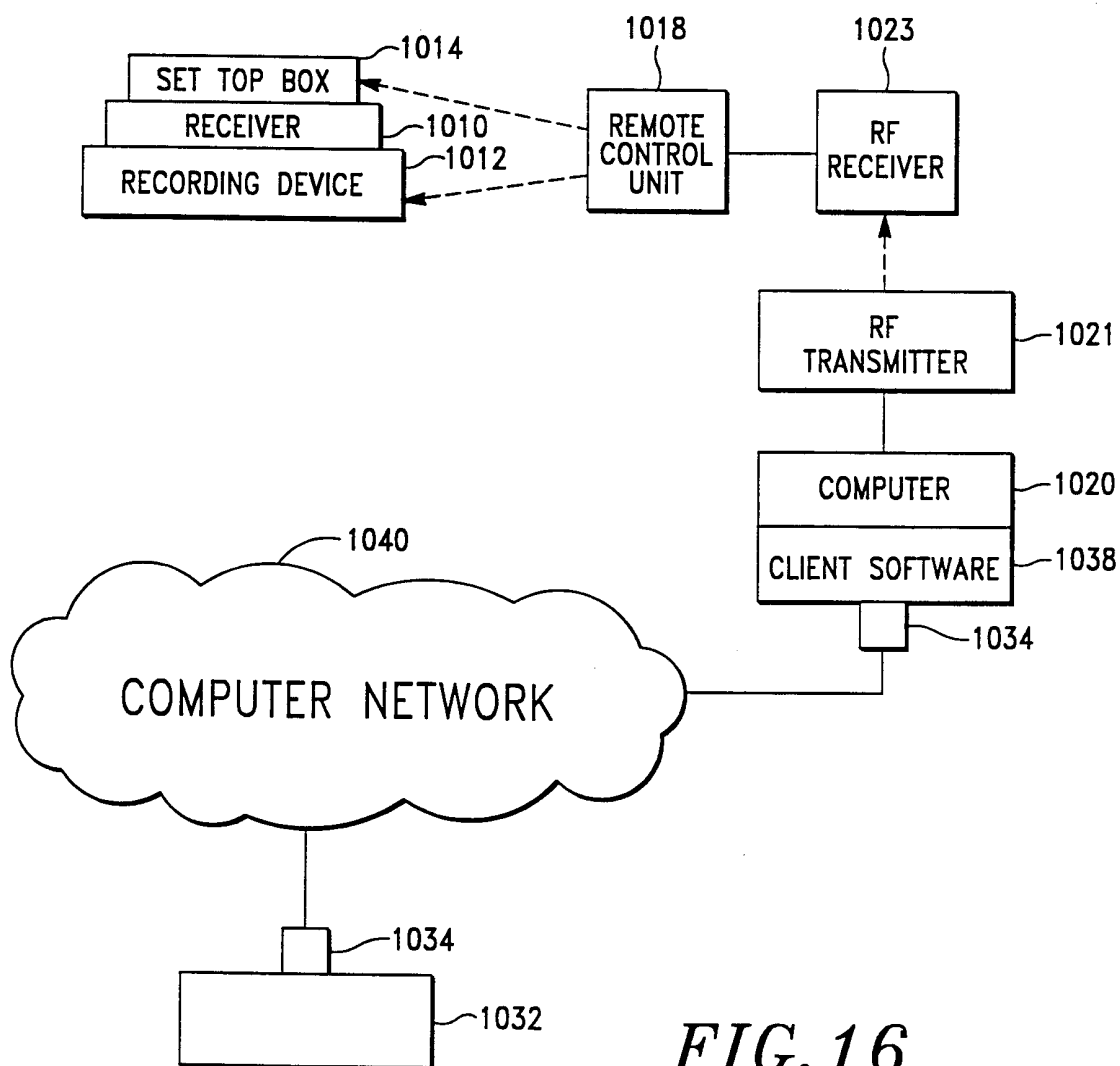 1014
SET TOP BOX
RECEIVER
1010
1012
RECORDING DEVICE
1018
REMOTE
CONTROL
UNIT
1023
RF
RECEIVER
RF
TRANSMITTER
1021
COMPUTER
1020
CLIENT SOFTWARE
1038
1034
1040
COMPUTER NETWORK
1034
1032
FIG. 16